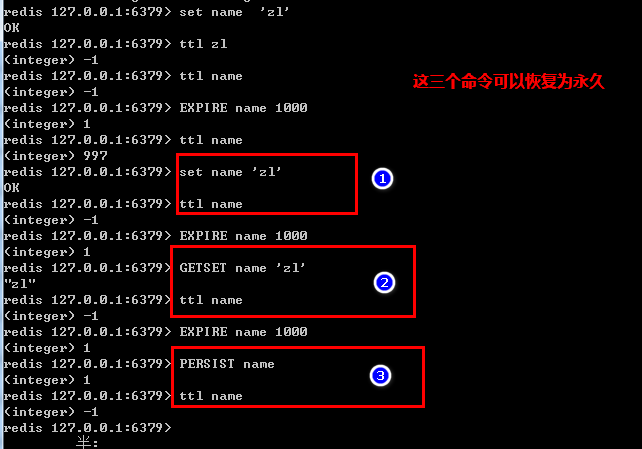 redis 127.0.0.1:6379> set name  'zl'
OK
redis 127.0.0.1:6379> ttl zl
(integer) -1
redis 127.0.0.1:6379> ttl name
(integer) -1
这三个命令可以恢复为永久
redis 127.0.0.1:6379> EXPIRE name 1000
(integer) 1
redis 127.0.0.1:6379> ttl name
(integer) 997
redis 127.0.0.1:6379> set name 'zl'
1
OK
redis 127.0.0.1:6379> ttl name
(integer) -1
redis 127.0.0.1:6379> EXPIRE name 1000
(integer) 1
redis 127.0.0.1:6379> GETSET name 'zl'
2
"zl"
redis 127.0.0.1:6379> ttl name
(integer) -1
redis 127.0.0.1:6379> EXPIRE name 1000
(integer) 1
redis 127.0.0.1:6379> PERSIST name
3
(integer) 1
redis 127.0.0.1:6379> ttl name
(integer) -1
redis 127.0.0.1:6379>
半: